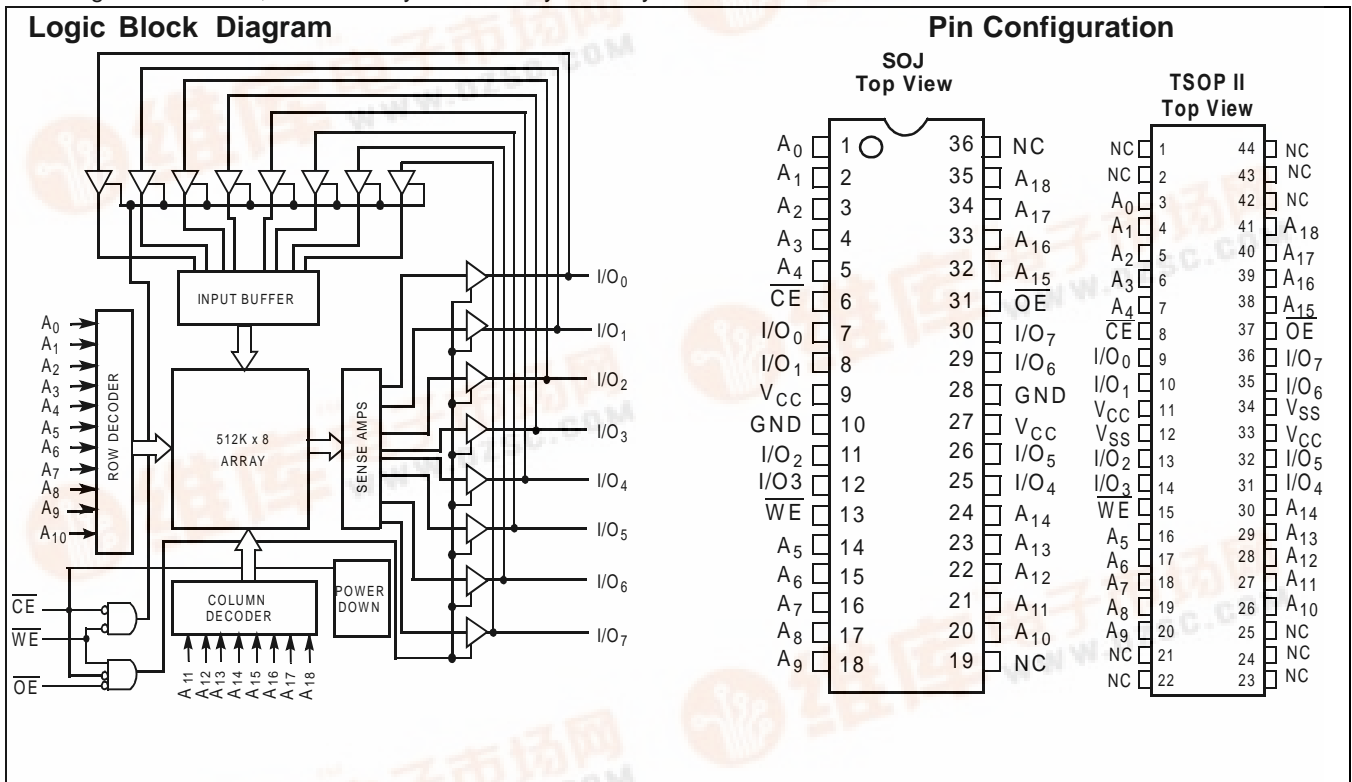 Logic Block Diagram
Pin Configuration
SOJ
Top View
TSOP II
Top View
INPUT BUFFER
ROW DECODER
512K x 8
ARRAY
SENSE AMPS
COLUMN
DECODER
POWER
DOWN
A0
A1
A2
A3
A4
A5
A6
A7
A8
A9
A10
CE
WE
OE
A11
A12
A13
A14
A15
A16
A17
A18
I/O0
I/O1
I/O2
I/O3
I/O4
I/O5
I/O6
I/O7
A0 1 36 NC
A1 2 35 A18
A2 3 34 A17
A3 4 33 A16
A4 5 32 A15
CE 6 31 OE
I/O0 7 30 I/O7
I/O1 8 29 I/O6
VCC 9 28 GND
GND 10 27 VCC
I/O2 11 26 I/O5
I/O3 12 25 I/O4
WE 13 24 A14
A5 14 23 A13
A6 15 22 A12
A7 16 21 A11
A8 17 20 A10
A9 18 19 NC
NC 1 44 NC
NC 2 43 NC
A0 3 42 NC
A1 4 41 A18
A2 5 40 A17
A3 6 39 A16
A4 7 38 A15
CE 8 37 OE
I/O0 9 36 I/O7
I/O1 10 35 I/O6
VCC 11 34 VSS
VSS 12 33 VCC
I/O2 13 32 I/O5
I/O3 14 31 I/O4
WE 15 30 A14
A5 16 29 A13
A6 17 28 A12
A7 18 27 A11
A8 19 26 A10
A9 20 25 NC
NC 21 24 NC
NC 22 23 NC
维库电子市场网
WWW.DZSC.COM